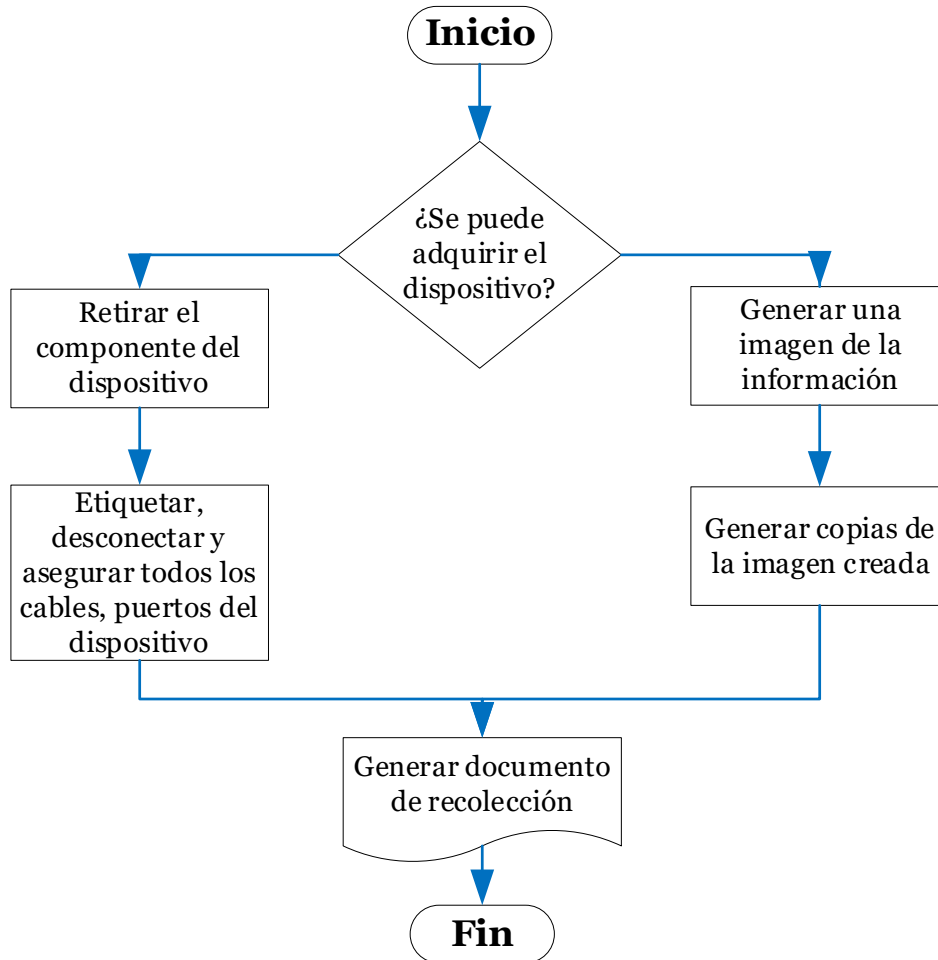 Inicio
¿Se puede
adquirir el
dispositivo?
Retirar el
componente del
dispositivo
Generar una
imagen de la
información
Etiquetar,
desconectar y
asegurar todos los
cables, puertos del
dispositivo
Generar copias de
la imagen creada
Generar documento
de recolección
Fin